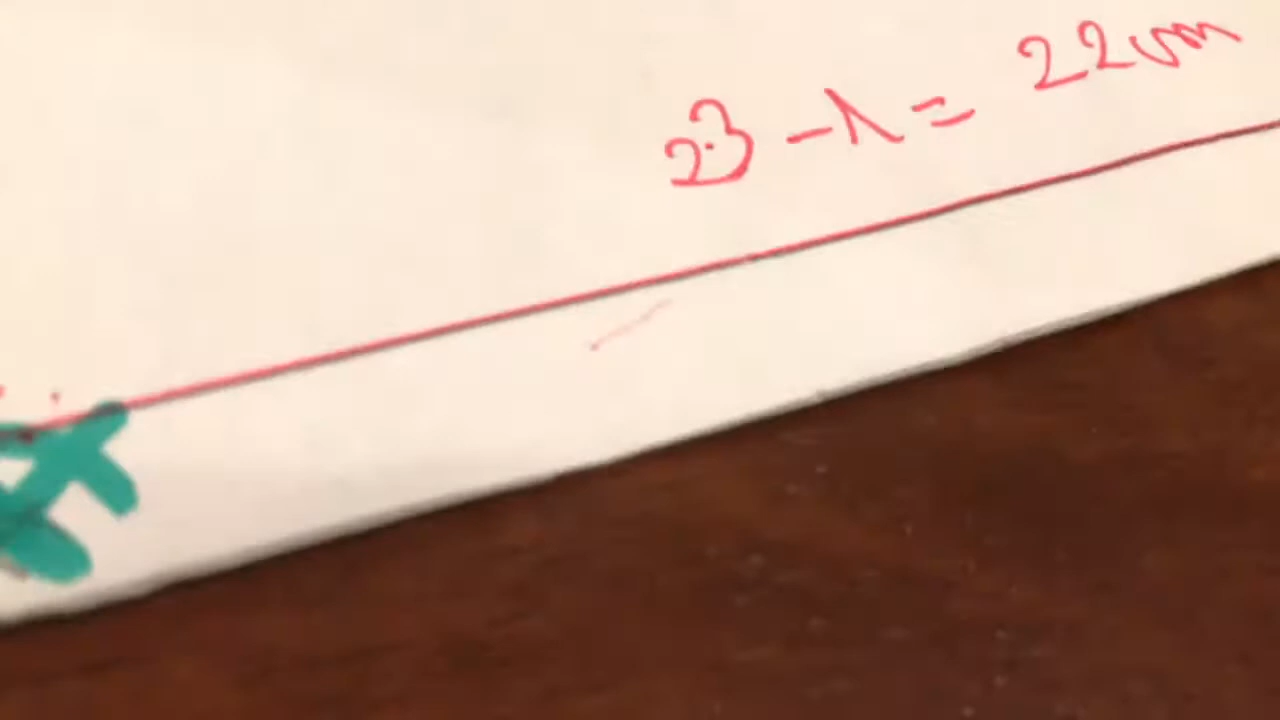 23 - 1 = 22cm